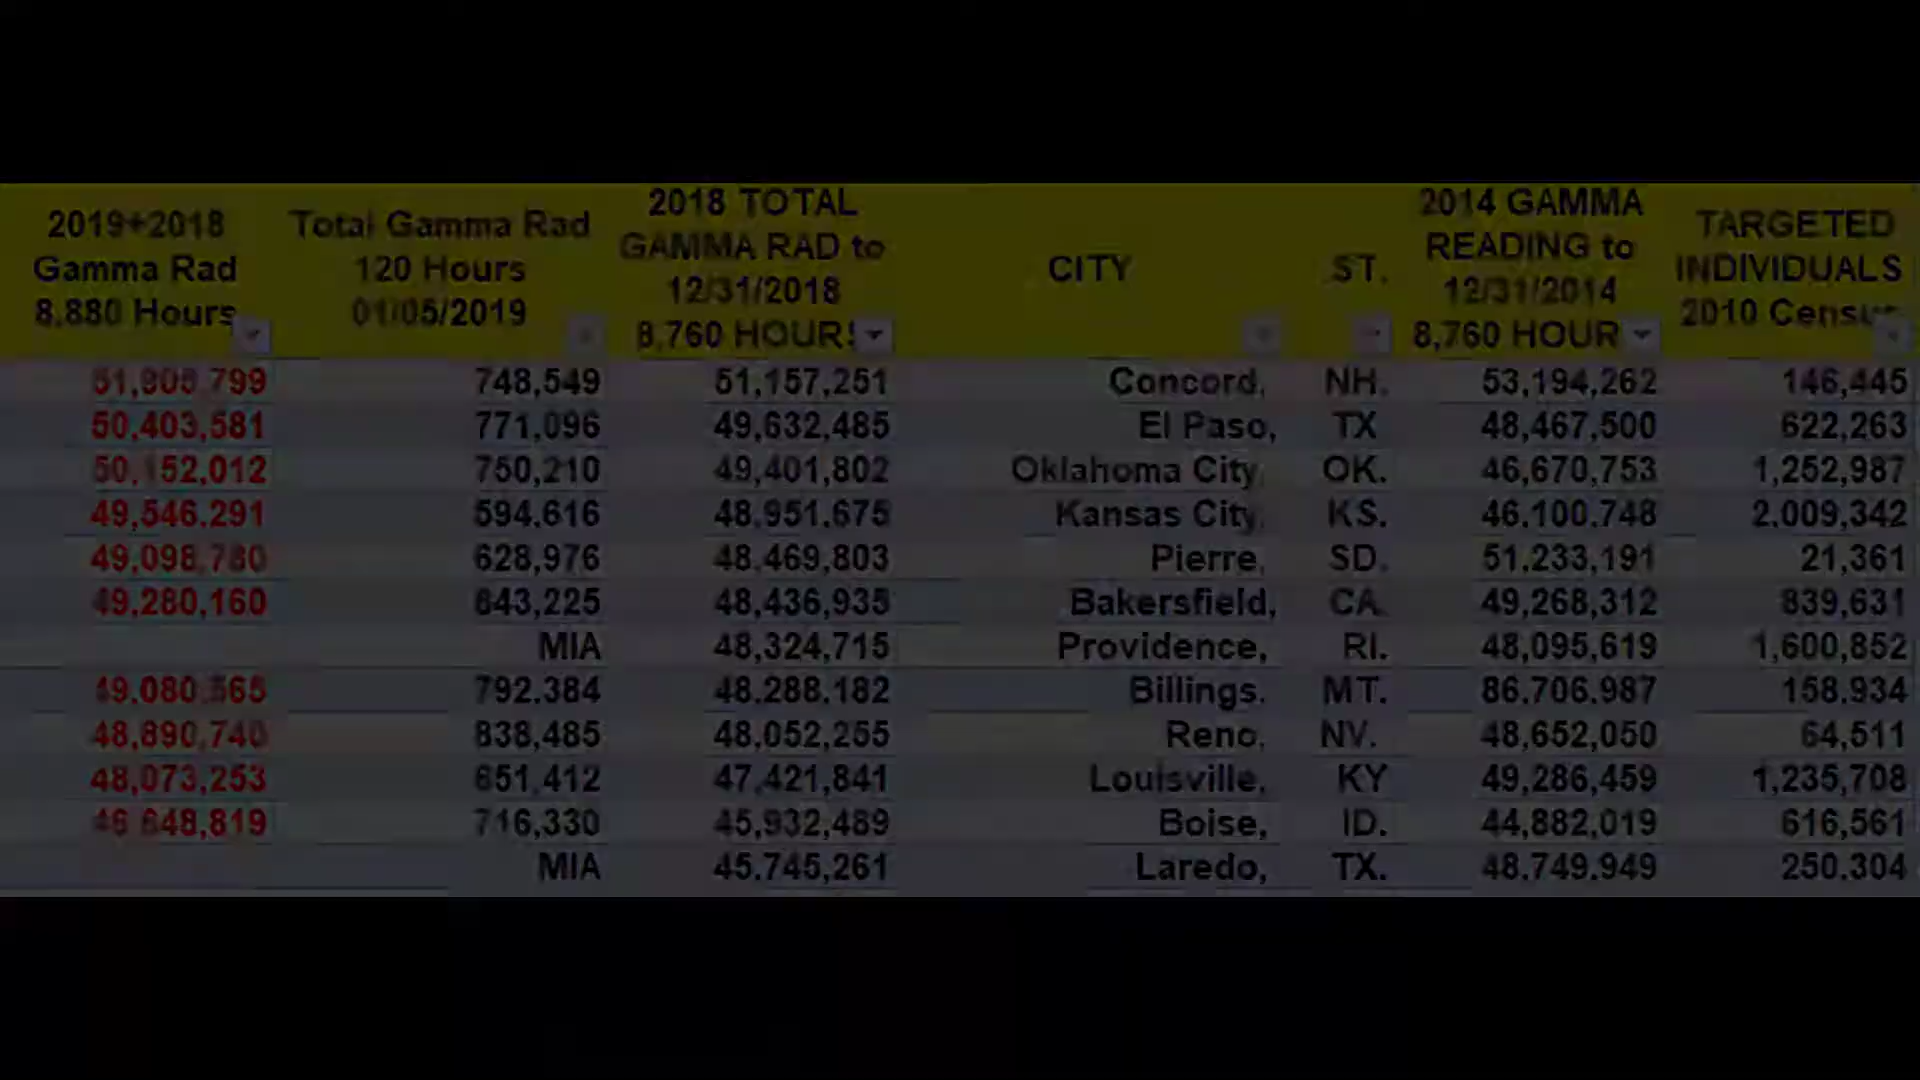 2019+2018 Gamma Rad 8,880 Hours Total Gamma Rad 120 Hours 01/05/2019 2018 TOTAL GAMMA RAD to 12/31/2018 8,760 HOURS CITY ST. 2014 GAMMA READING to 12/31/2014 8,760 HOUR TARGETED INDIVIDUALS 2010 Census
51,905,799 748,549 51,157,251 Concord, NH. 53,194,262 146,445
50,403,581 771,096 49,632,485 El Paso, TX 48,467,500 622,263
50,152,012 750,210 49,401,802 Oklahoma City, OK. 46,670,753 1,252,987
49,546,291 594,616 48,951,675 Kansas City, KS. 46,100,748 2,009,342
49,098,780 628,976 48,469,803 Pierre, SD. 51,233,191 21,361
49,280,160 843,225 48,436,935 Bakersfield, CA. 49,268,312 839,631
MIA 48,324,715 Providence, RI. 48,095,619 1,600,852
49,080,565 792,384 48,288,182 Billings, MT. 86,706,987 158,934
48,890,740 838,485 48,052,255 Reno, NV. 48,652,050 64,511
48,073,253 651,412 47,421,841 Louisville, KY 49,286,459 1,235,708
46,648,819 716,330 45,932,489 Boise, ID. 44,882,019 616,561
MIA 45,745,261 Laredo, TX. 48,749,949 250,304